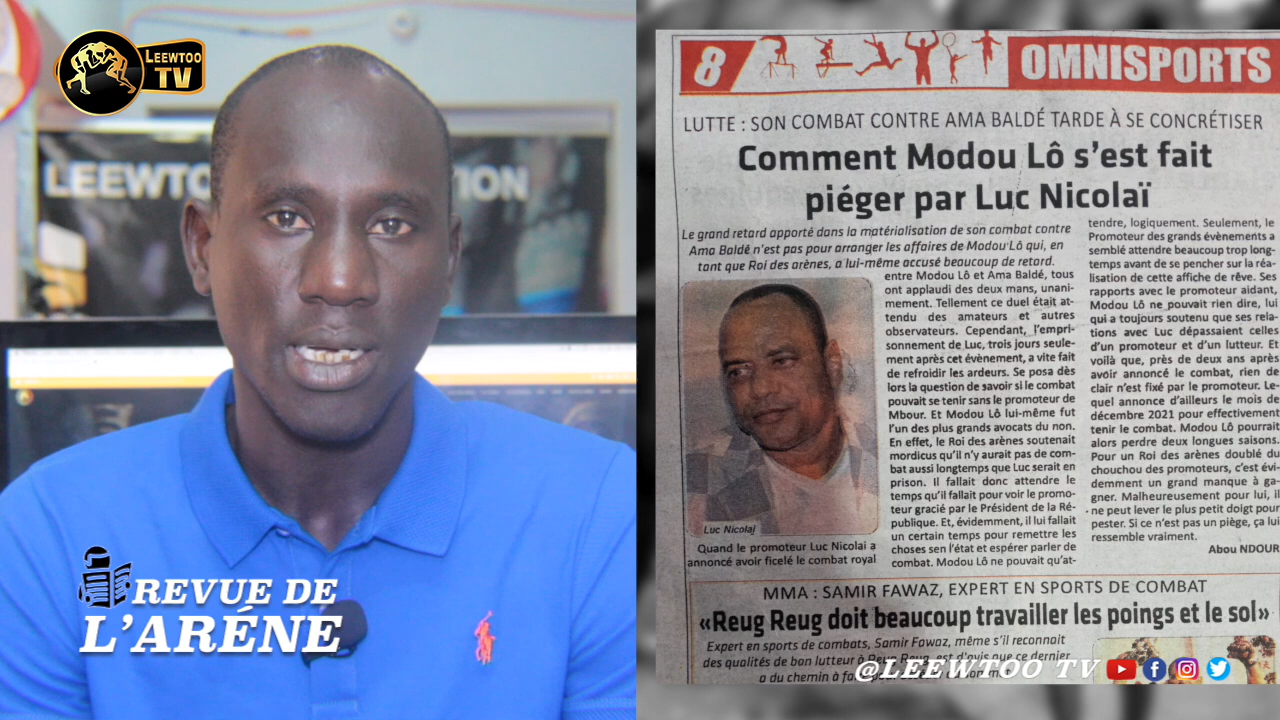 LEEWTOO
TV
LEEWTO
ION
REVUE DE
L'ARÉNE
8
OMNISPORTS
LUTTE : SON COMBAT CONTRE AMA BALDÉ TARDE À SE CONCRÉTISER
Comment Modou Lô s'est fait
piéger par Luc Nicolaï
Le grand retard apporté dans la matérialisation de son combat contre
Ama Baldé n'est pas pour arranger les affaires de Modou Lô qui, en
tant que Roi des arènes, a lui-même accusé beaucoup de retard.
Luc Nicolaï
Quand le promoteur Luc Nicolai a
annoncé avoir ficelé le combat royal
entre Modou Lô et Ama Baldé, tous
ont applaudi des deux mans, unani-
mement. Tellement ce duel était at-
tendu des amateurs et autres
observateurs. Cependant, l'empri-
sonnement de Luc, trois jours seule-
ment après cet évènement, a vite fait
de refroidir les ardeurs. Se posa dès
lors la question de savoir si le combat
pouvait se tenir sans le promoteur de
Mbour. Et Modou Lô lui-même fut
l'un des plus grands avocats du non.
En effet, le Roi des arènes soutenait
mordicus qu'il n'y aurait pas de com-
bat aussi longtemps que Luc serait en
prison. Il fallait donc attendre le
temps qu'il fallait pour voir le promo-
teur gracié par le Président de la Ré-
publique. Et, évidemment, il lui fallait
un certain temps pour remettre les
choses sen l'état et espérer parler de
combat. Modou Lô ne pouvait qu'at-
tendre, logiquement. Seulement, le
Promoteur des grands évènements a
semblé attendre beaucoup trop long-
temps avant de se pencher sur la réa-
lisation de cette affiche de rêve. Ses
rapports avec le promoteur aidant,
Modou Lô ne pouvait rien dire, lui
qui a toujours soutenu que ses rela-
tions avec Luc dépassaient celles
d'un promoteur et d'un lutteur. Et
voilà que, près de deux ans après
avoir annoncé le combat, rien de
clair n'est fixé par le promoteur. Le-
quel annonce d'ailleurs le mois de
décembre 2021 pour effectivement
tenir le combat. Modou Lô pourrait
alors perdre deux longues saisons.
Pour un Roi des arènes doublé du
chouchou des promoteurs, c'est évi-
demment un grand manque à ga-
gner. Malheureusement pour lui, il
ne peut lever le plus petit doigt pour
pester. Si ce n'est pas un piège, ça lui
ressemble vraiment.
Abou NDOUR
MMA : SAMIR FAWAZ, EXPERT EN SPORTS DE COMBAT
«Reug Reug doit beaucoup travailler les poings et le sol»
Expert en sports de combats, Samir Fawaz, même s'il reconnait
des qualités de bon lutteur à Reug Reug, est d'avis que ce dernier
a du chemin à
@LEEWTOO TV